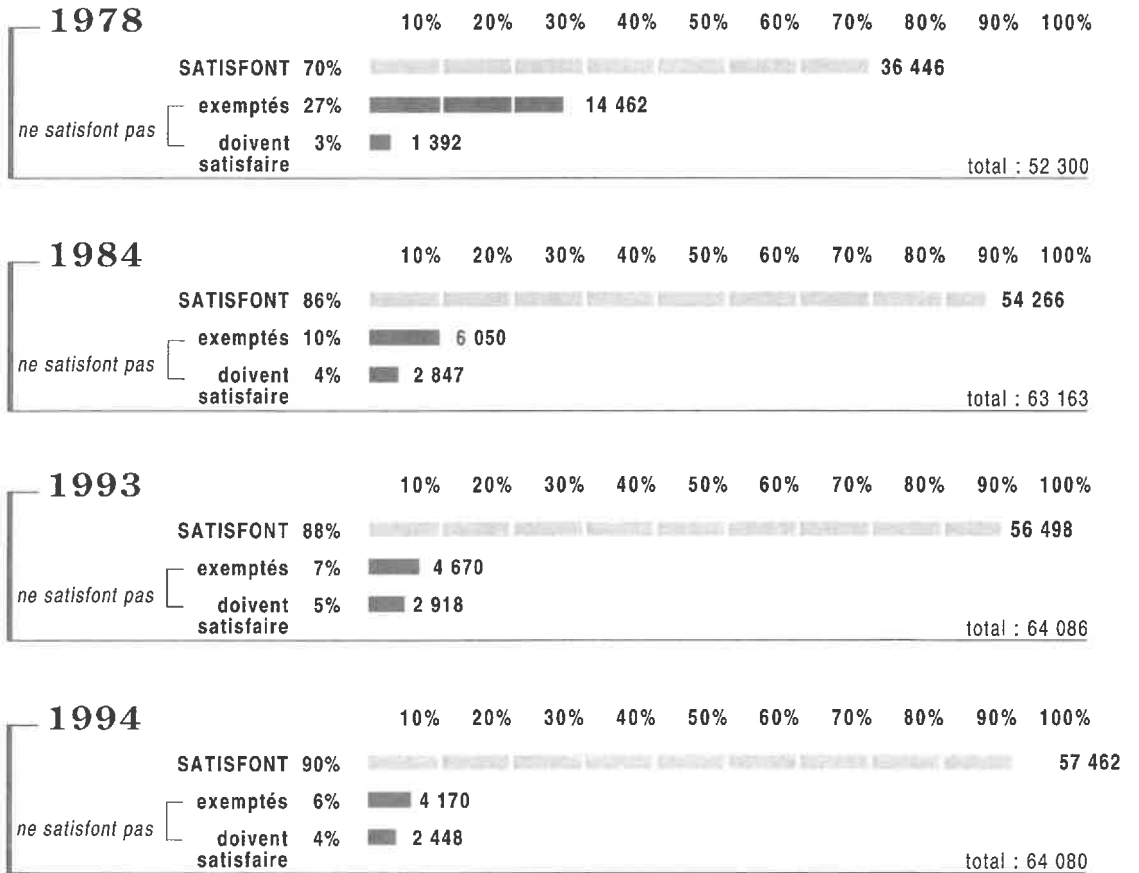 1978 10% 20% 30% 40% 50% 60% 70% 80% 90% 100%
SATISFONT 70% 36 446
exemptés 27% 14 462
ne satisfont pas
doivent 3% 1 392
satisfaire
total : 52 300
1984 10% 20% 30% 40% 50% 60% 70% 80% 90% 100%
SATISFONT 86% 54 266
exemptés 10% 6 050
ne satisfont pas
doivent 4% 2 847
satisfaire
total : 63 163
1993 10% 20% 30% 40% 50% 60% 70% 80% 90% 100%
SATISFONT 88% 56 498
exemptés 7% 4 670
ne satisfont pas
doivent 5% 2 918
satisfaire
total : 64 086
1994 10% 20% 30% 40% 50% 60% 70% 80% 90% 100%
SATISFONT 90% 57 462
exemptés 6% 4 170
ne satisfont pas
doivent 4% 2 448
satisfaire
total : 64 080